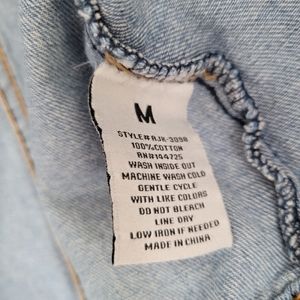 M
STYLE#RJK-3098
100%COTTON
RN#144725
WASH INSIDE OUT
MACHINE WASH COLD
GENTLE CYCLE
WITH LIKE COLORS
DO NOT BLEACH
LINE DRY
LOW IRON IF NEEDED
MADE IN CHINA